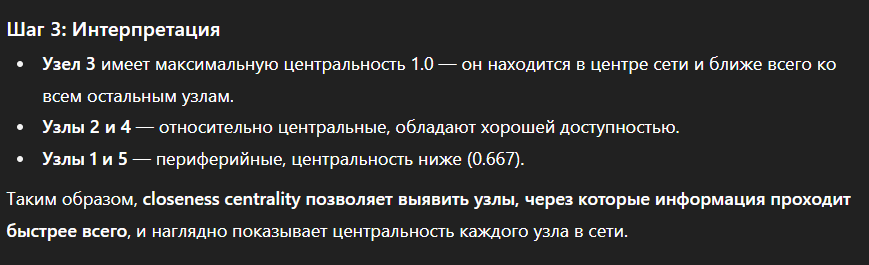 Шаг 3: Интерпретация
• Узел 3 имеет максимальную центральность 1.0 — он находится в центре сети и ближе всего ко
всем остальным узлам.
• Узлы 2 и 4 — относительно центральные, обладают хорошей доступностью.
• Узлы 1 и 5 — периферийные, центральность ниже (0.667).
Таким образом, closeness centrality позволяет выявить узлы, через которые информация проходит
быстрее всего, и наглядно показывает центральность каждого узла в сети.